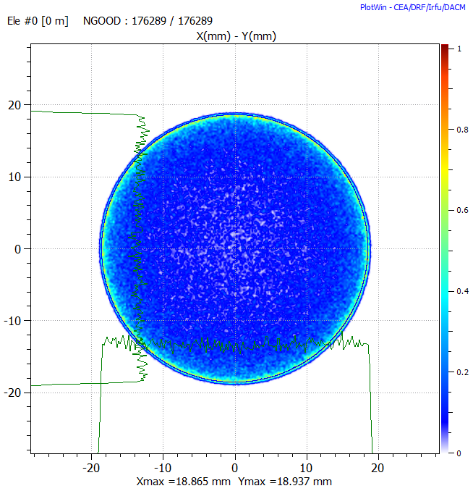 PlotWin - CEA/DRF/Irfu/DACM
Ele #0 [0 m] NGOOD : 176289 / 176289
X(mm) - Y(mm)
20
10
0
-10
-20
-20 -10 0 10 20
1
0.8
0.6
0.4
0.2
0
Xmax =18.865 mm Ymax =18.937 mm